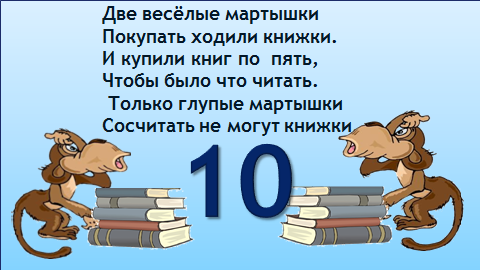 Две весёлые мартышки
Покупать ходили книжки.
И купили книг по пять,
Чтобы было что читать.
Только глупые мартышки
Сосчитать не могут книжки
10